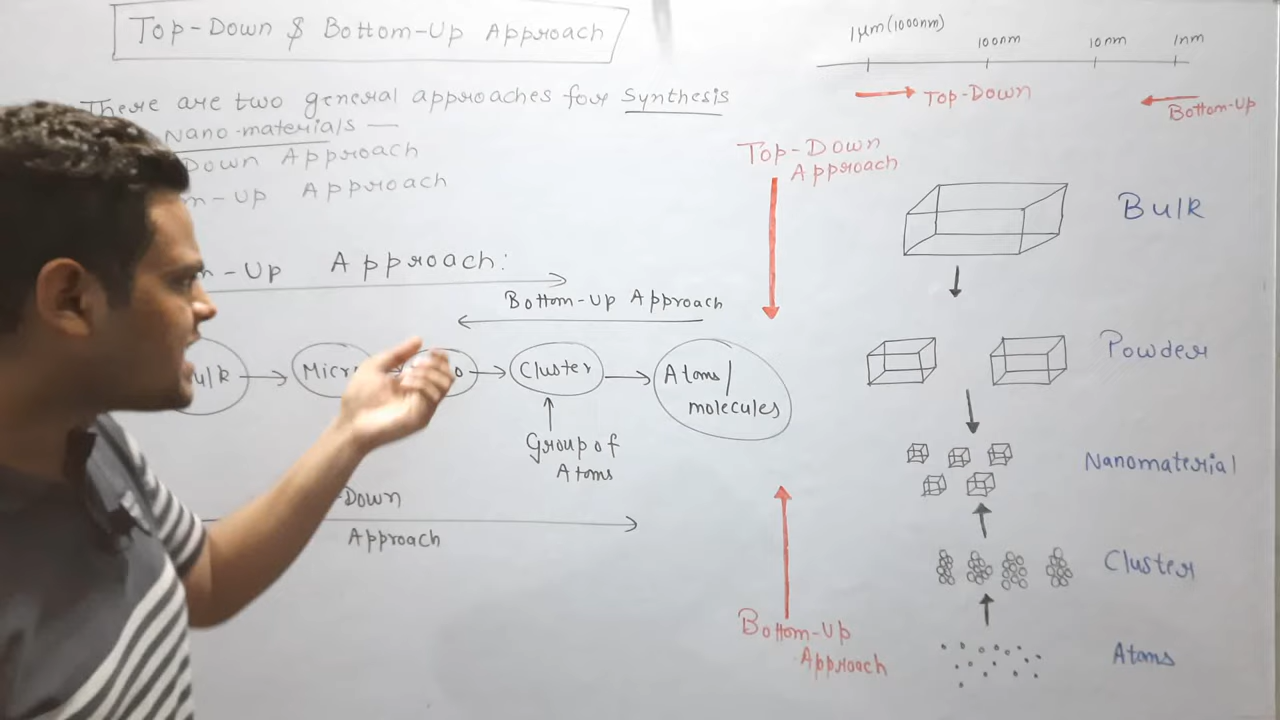 Top-Down & Bottom-Up Approach
There are two general approaches for Synthesis
Nano-materials —
Down Approach
-Up Approach
-Up Approach:
Bottom-Up Approach
Cluster
Atoms/
molecules
Group of
Atoms
Down
Approach
1μm(1000nm)
100nm
10nm
1nm
Top-Down
Bottom-Up
Top-Down
Approach
Bulk
Powder
Nanomaterial
Cluster
Bottom-Up
Approach
Atoms